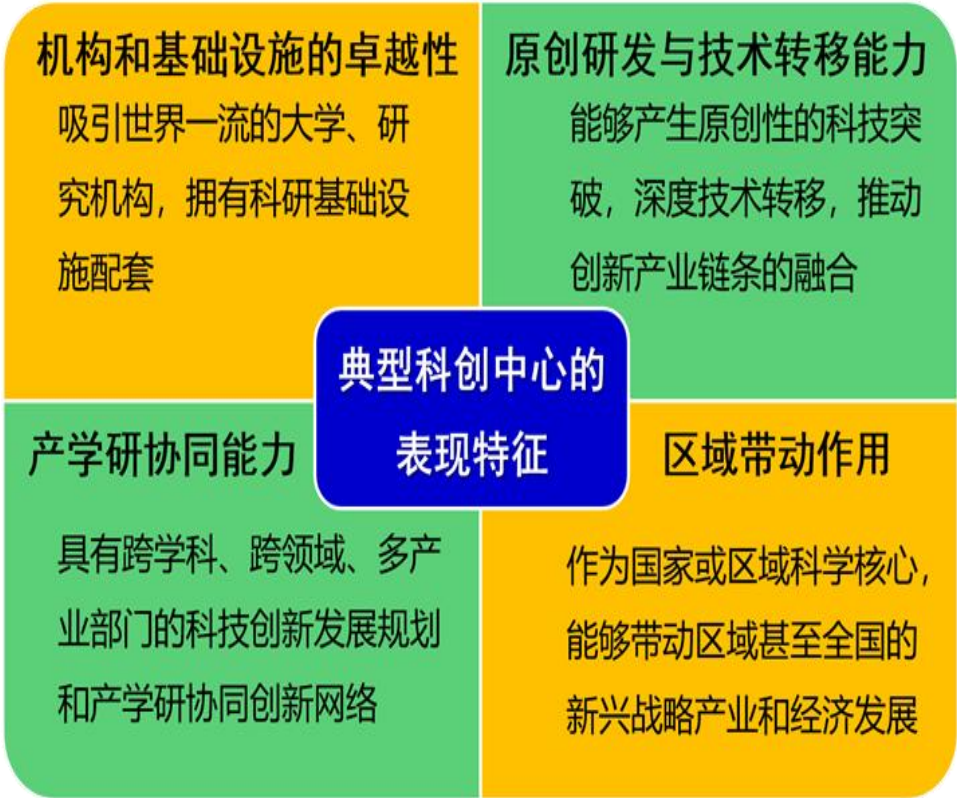 机构和基础设施的卓越性
吸引世界一流的大学、研
究机构，拥有科研基础设
施配套
原创研发与技术转移能力
能够产生原创性的科技突
破，深度技术转移，推动
创新产业链条的融合
典型科创中心的
表现特征
产学研协同能力
具有跨学科、跨领域、多产
业部门的科技创新发展规划
和产学研协同创新网络
区域带动作用
作为国家或区域科学核心，
能够带动区域甚至全国的
新兴战略产业和经济发展